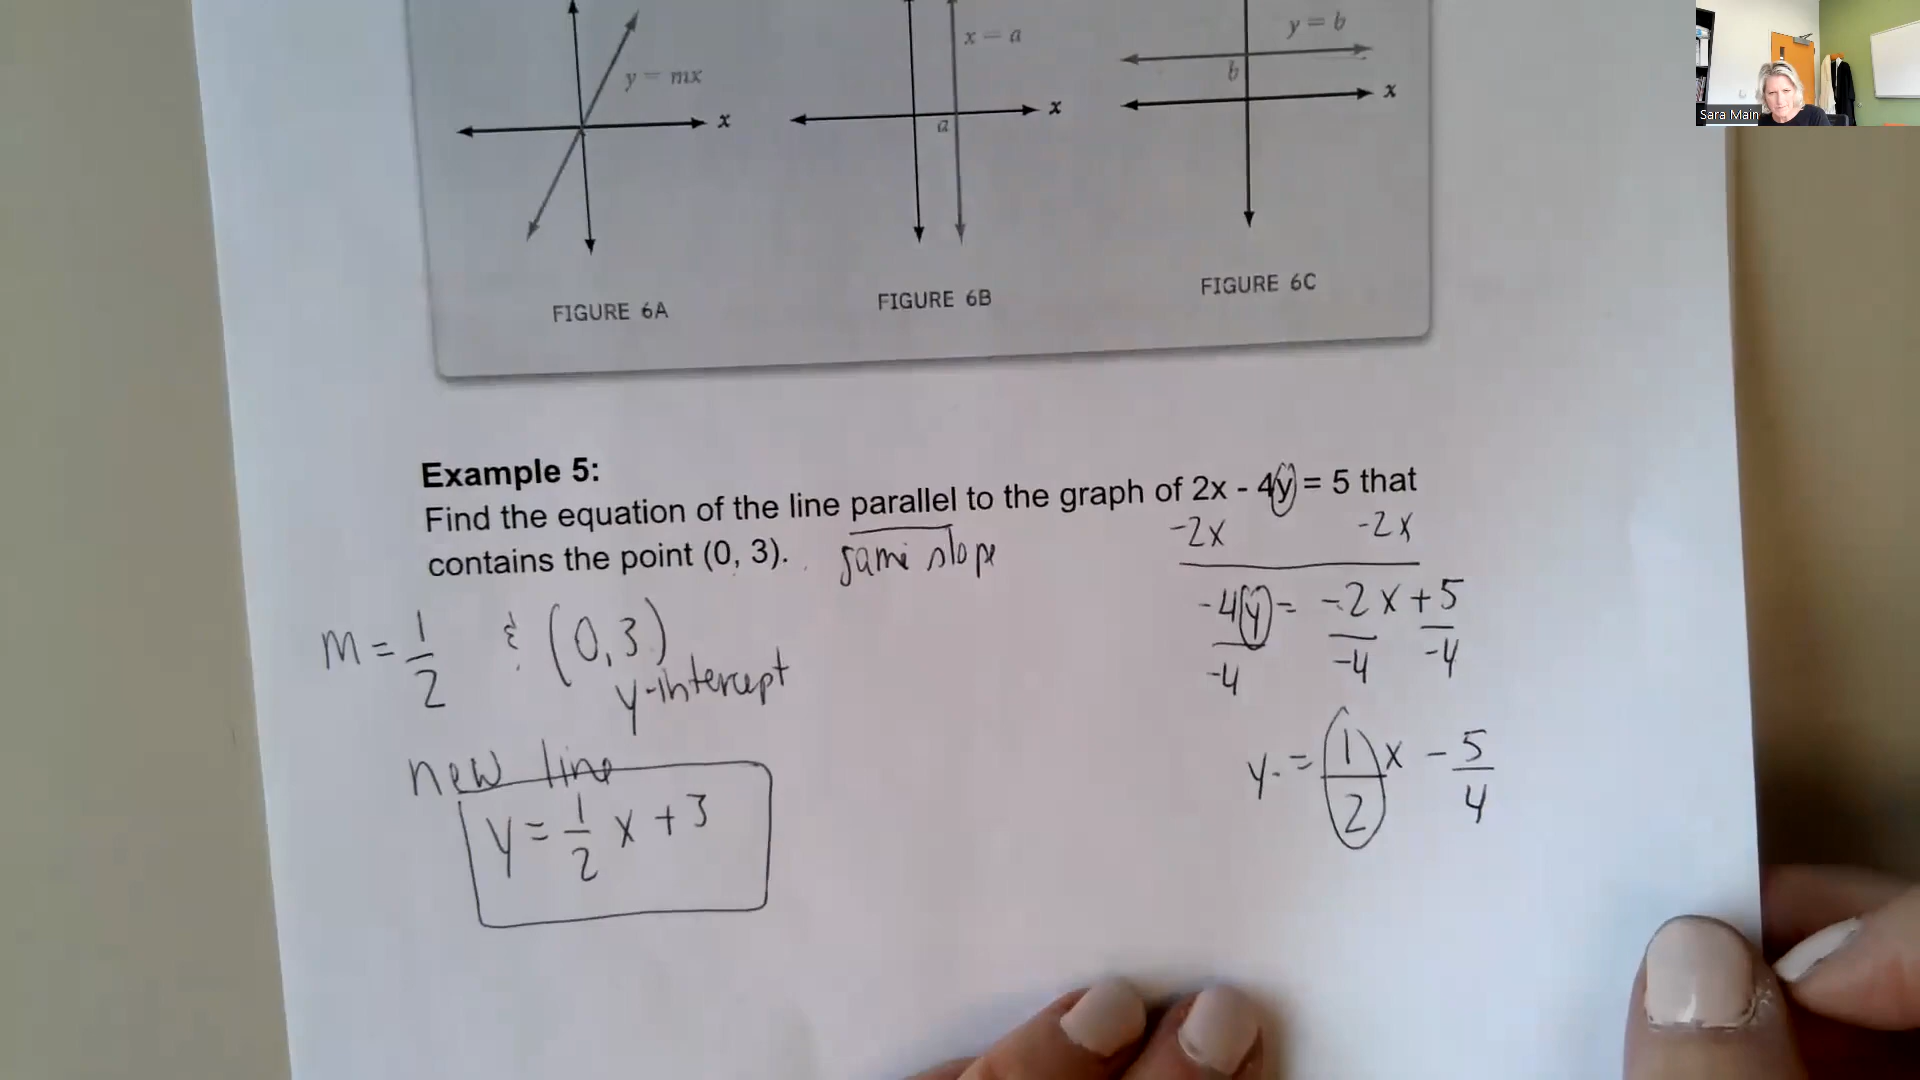 x = a
y = b
y = mx
b
x
x
x
a
Sara Main
FIGURE 6A
FIGURE 6B
FIGURE 6C
Example 5:
Find the equation of the line parallel to the graph of 2x - 4y = 5 that
contains the point (0, 3).
same slope
-2x -2x
-4y = -2x + 5
-4 -4 -4
y = 1/2 x - 5/4
m = 1/2 & (0,3)
y-intercept
new line
y = 1/2 x + 3